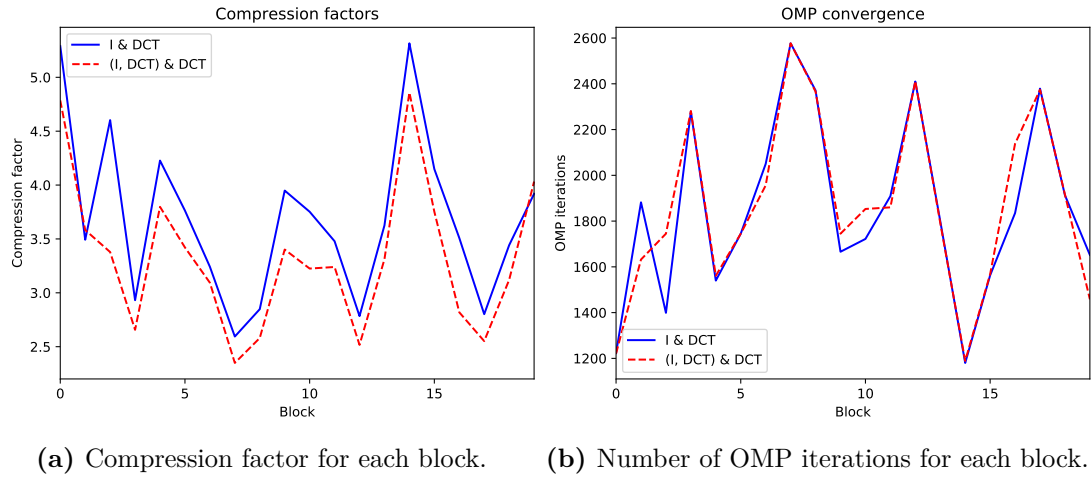 Compression factors
I & DCT
(I, DCT) & DCT
Compression factor
5.0
4.5
4.0
3.5
3.0
2.5
0
5
10
15
Block
(a) Compression factor for each block.
OMP convergence
I & DCT
(I, DCT) & DCT
OMP iterations
2600
2400
2200
2000
1800
1600
1400
1200
0
5
10
15
Block
(b) Number of OMP iterations for each block.